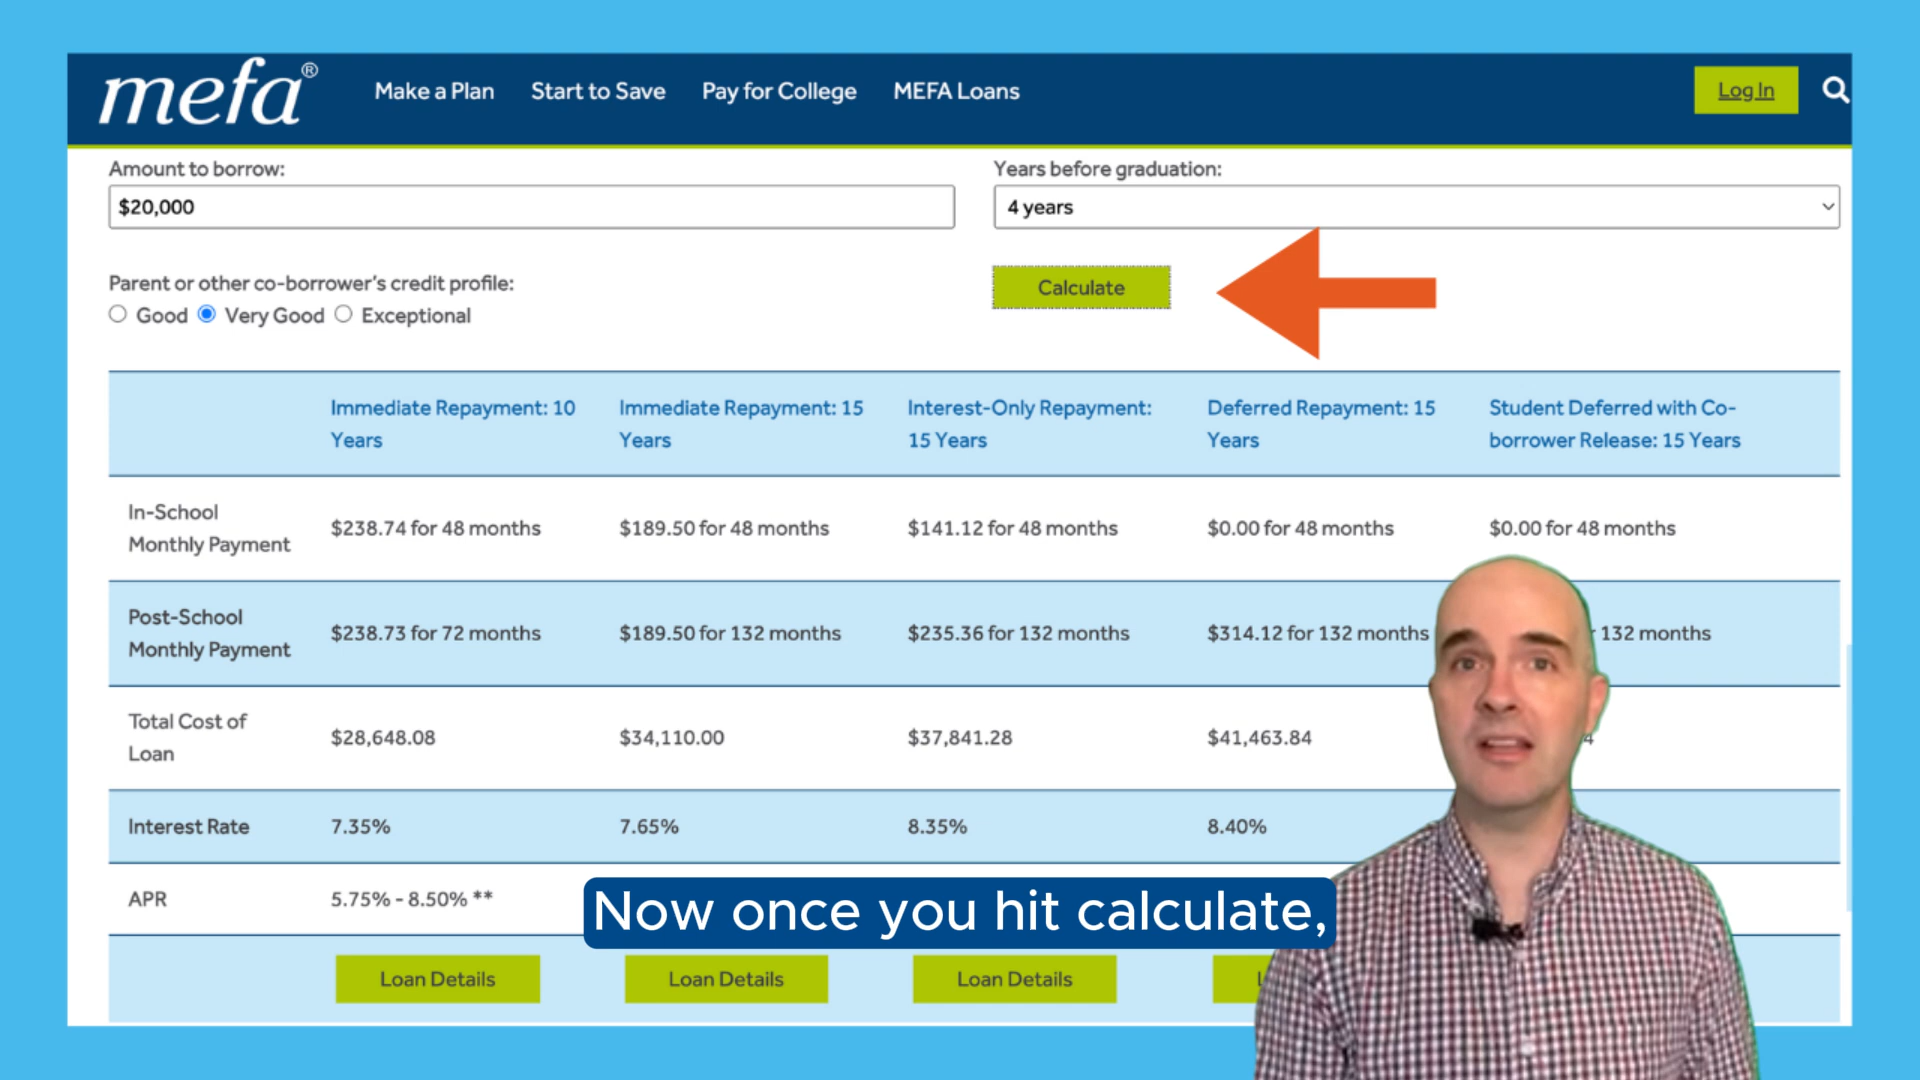 mefa®
Make a Plan Start to Save Pay for College MEFA Loans Log In
Amount to borrow: Years before graduation:
$20,000 4 years
Parent or other co-borrower's credit profile: Calculate
Good Very Good Exceptional
Immediate Repayment: 10 Immediate Repayment: 15 Interest-Only Repayment: Deferred Repayment: 15 Student Deferred with Co-
Years Years 15 Years Years borrower Release: 15 Years
In-School
Monthly Payment $238.74 for 48 months $189.50 for 48 months $141.12 for 48 months $0.00 for 48 months $0.00 for 48 months
Post-School
Monthly Payment $238.73 for 72 months $189.50 for 132 months $235.36 for 132 months $314.12 for 132 months 132 months
Total Cost of
Loan $28,648.08 $34,110.00 $37,841.28 $41,463.84 4
Interest Rate 7.35% 7.65% 8.35% 8.40%
APR 5.75% - 8.50% **
Now once you hit calculate,
Loan Details Loan Details Loan Details